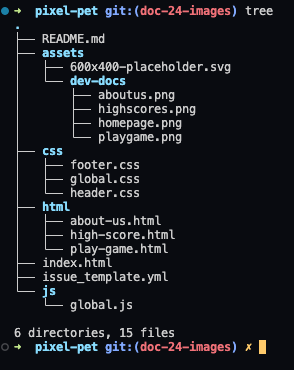 ➜ pixel-pet git:(doc-24-images) tree
.
├── README.md
├── assets
│   ├── 600x400-placeholder.svg
│   └── dev-docs
│       ├── aboutus.png
│       ├── highscores.png
│       ├── homepage.png
│       └── playgame.png
├── css
│   ├── footer.css
│   ├── global.css
│   └── header.css
├── html
│   ├── about-us.html
│   ├── high-score.html
│   └── play-game.html
├── index.html
├── issue_template.yml
└── js
    └── global.js
6 directories, 15 files
➜ pixel-pet git:(doc-24-images) ✗